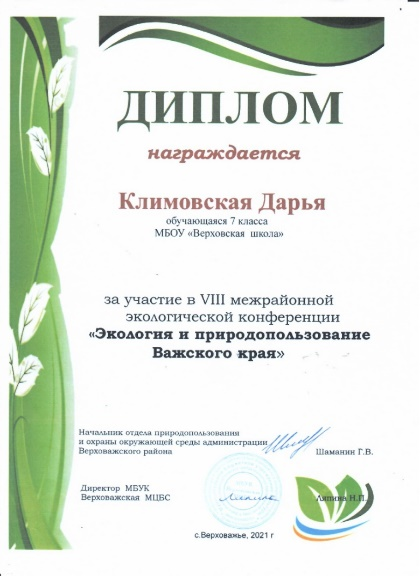 ДИПЛОМ
награждается
Климовская Дарья
обучающаяся 7 класса
МБОУ «Верховская школа»
за участие в VIII межрайонной
экологической конференции
«Экология и природопользование
Важского края»
Начальник отдела природопользования
и охраны окружающей среды администрации
Верховажского района
Шаманин Г.В.
Директор МБУК
Верховажская МЦБС
Липина Н.П.
с.Верховажье, 2021 г